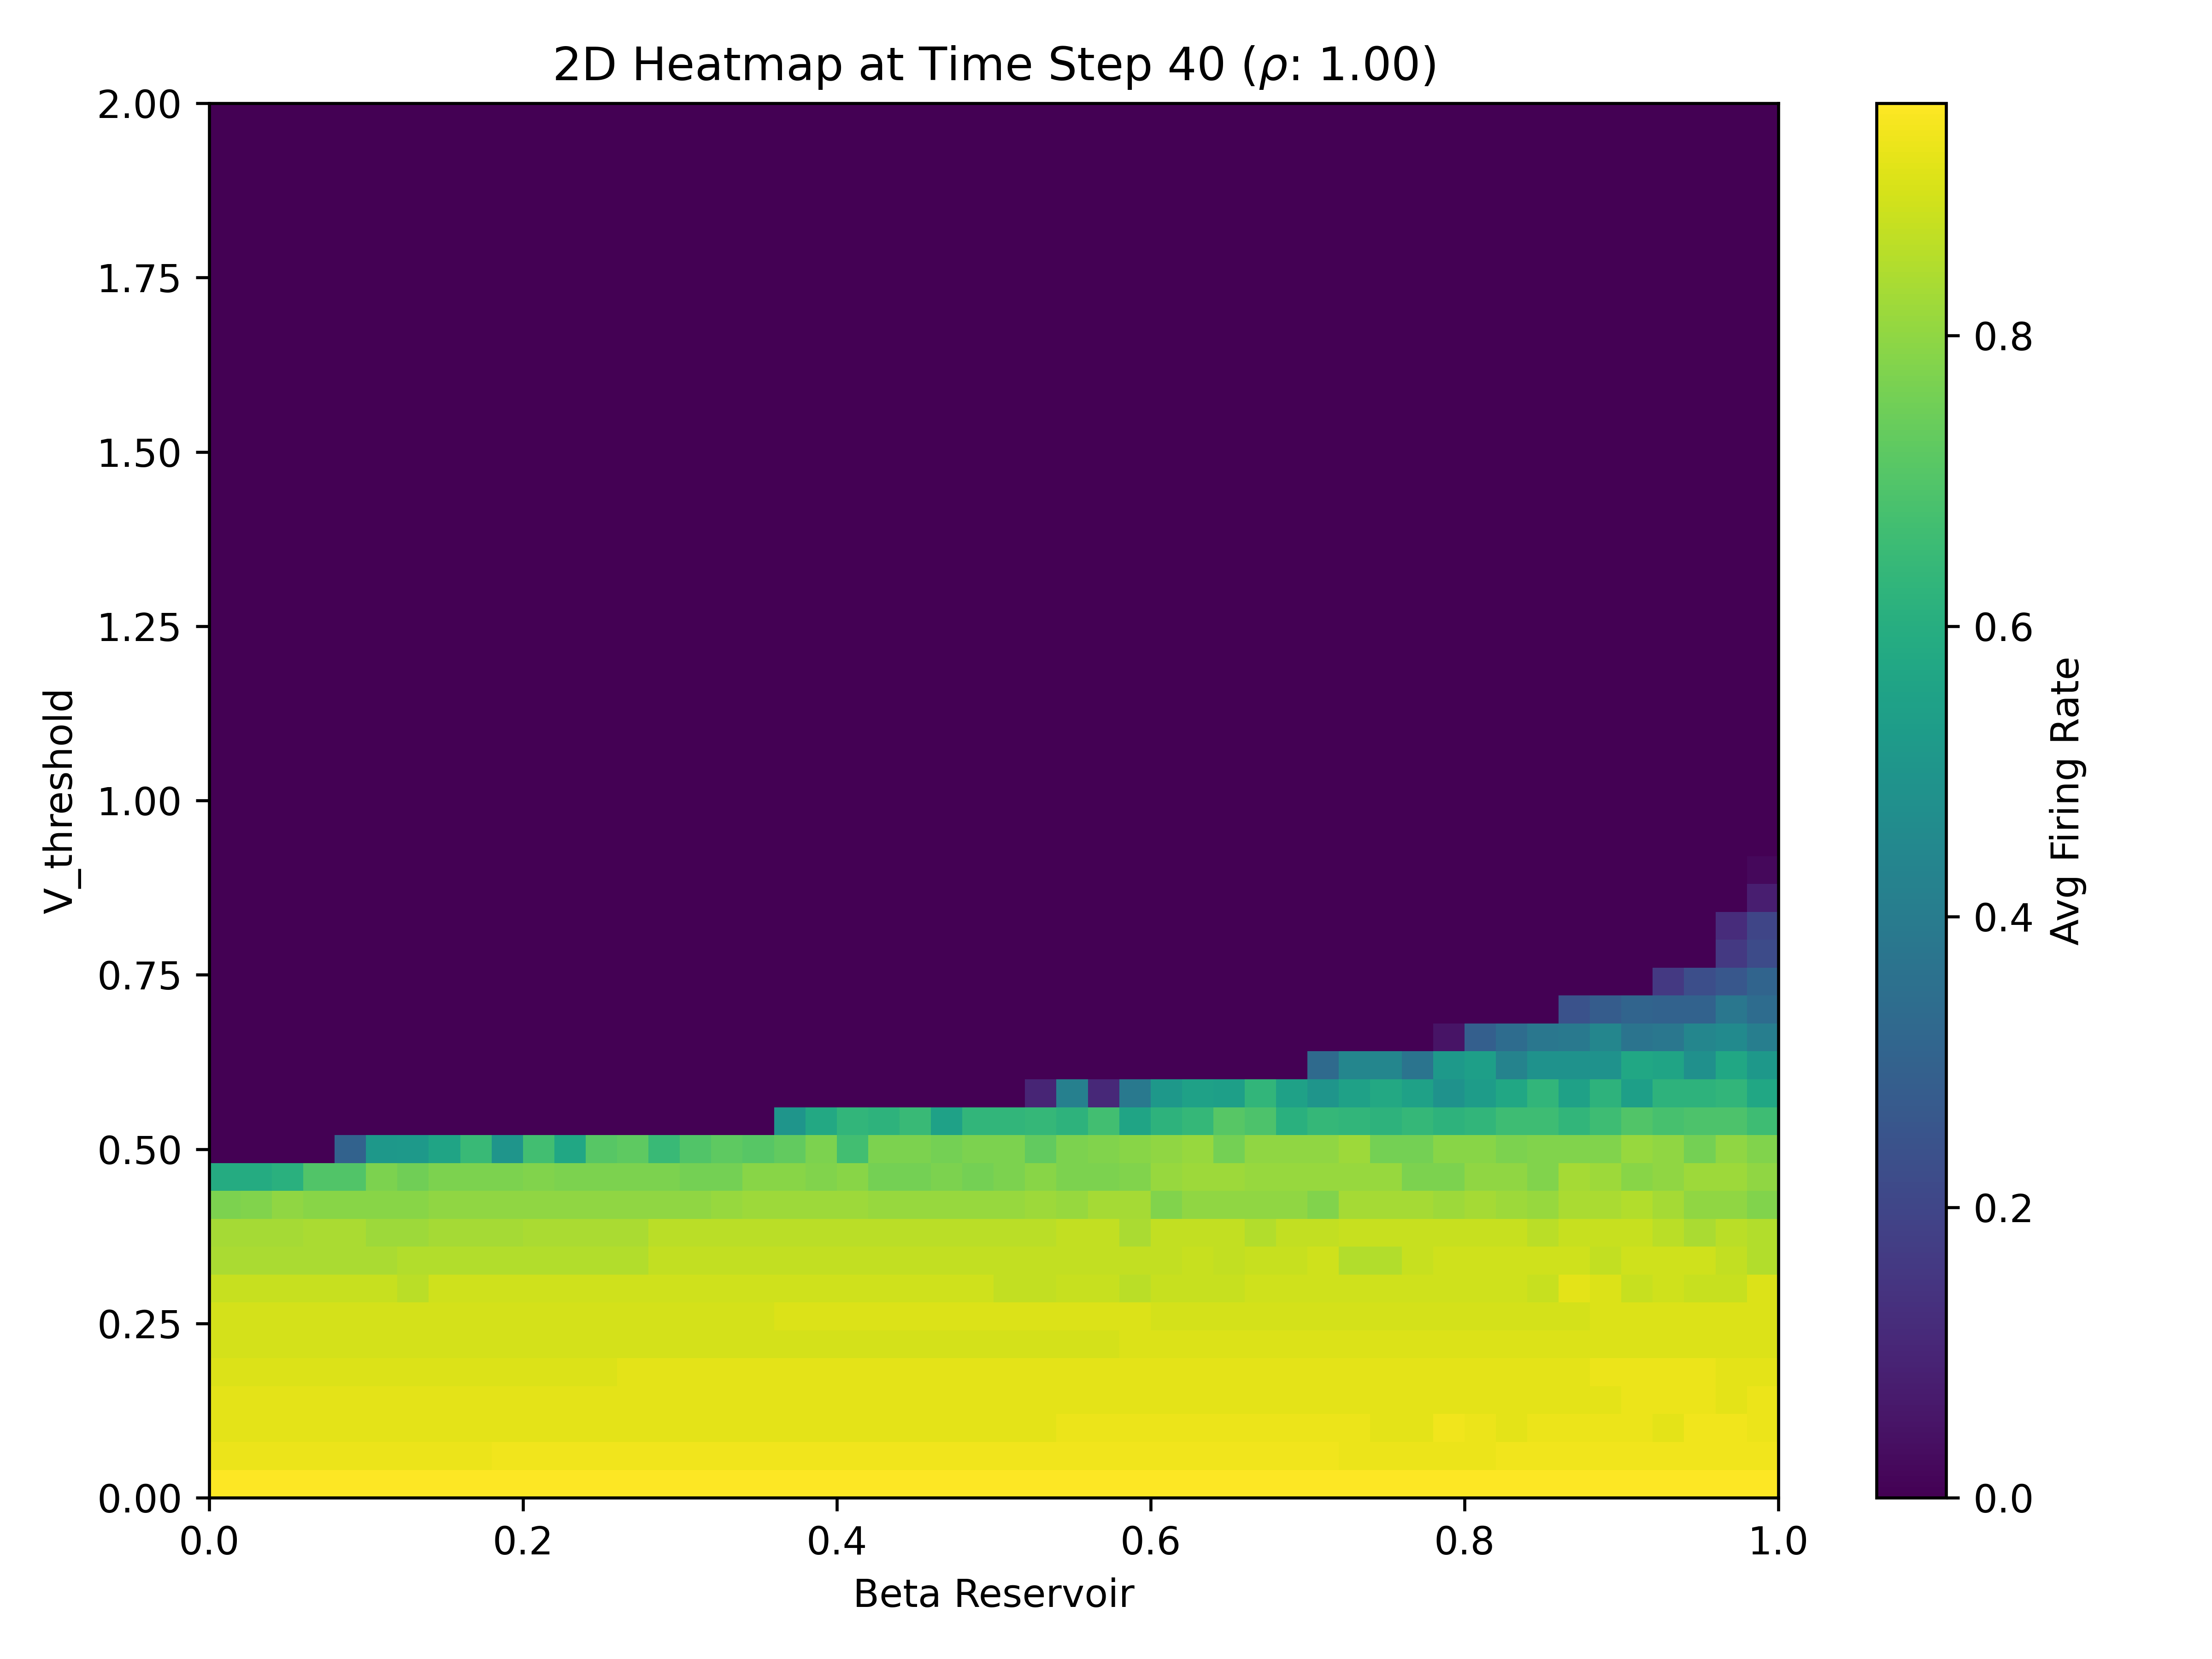 2D Heatmap at Time Step 40 (ρ: 1.00)
V_threshold
2.00
1.75
1.50
1.25
1.00
0.75
0.50
0.25
0.00
0.0 0.2 0.4 0.6 0.8 1.0
Beta Reservoir
0.8
0.6
0.4
0.2
0.0
Avg Firing Rate